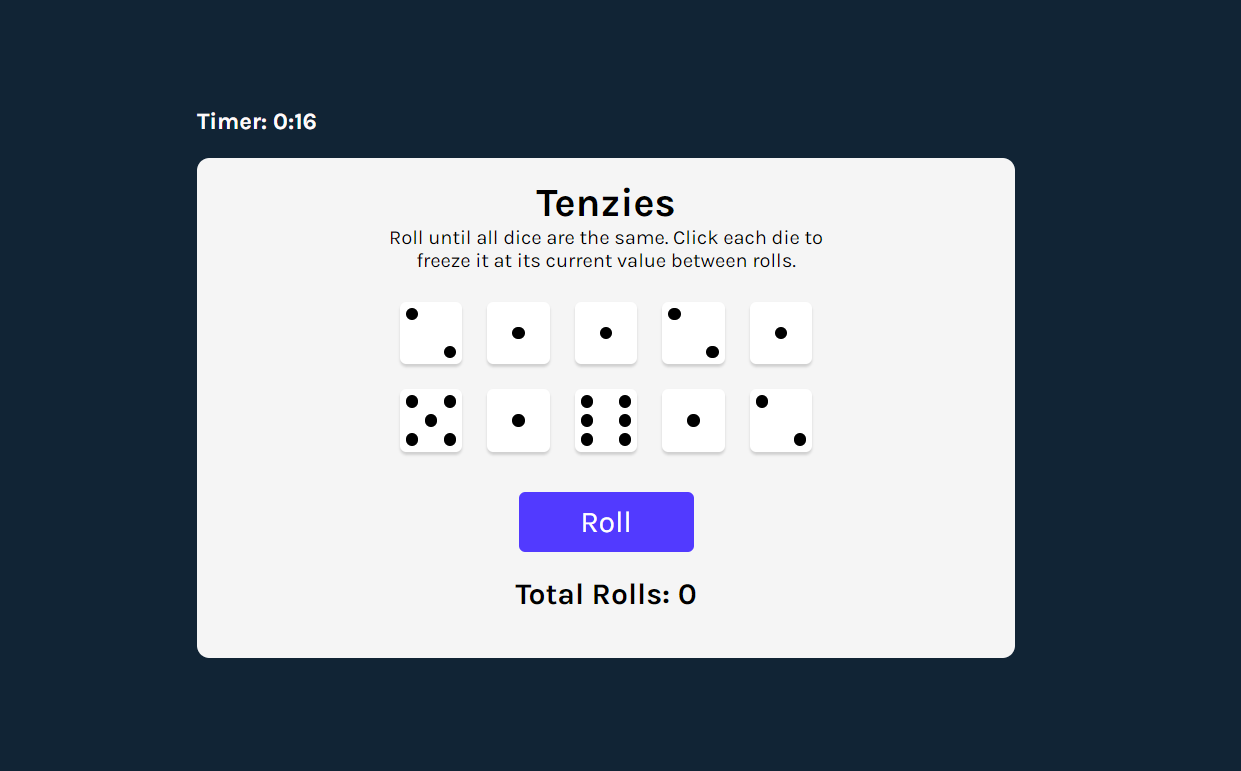 Timer: 0:16
Tenzies
Roll until all dice are the same. Click each die to
freeze it at its current value between rolls.
Roll
Total Rolls: 0